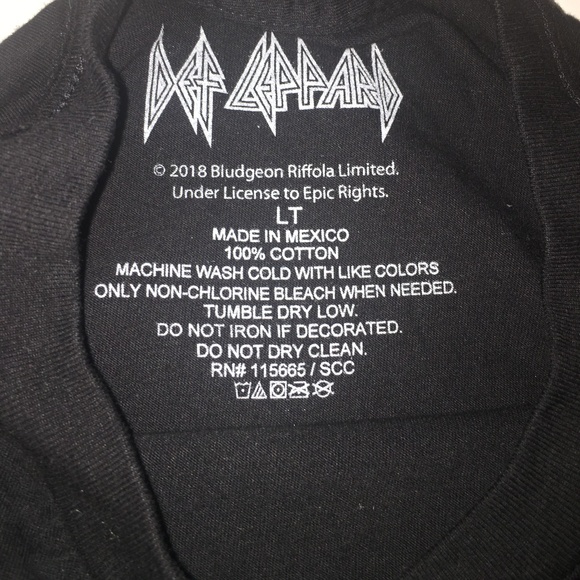 DEF LEPPARD
© 2018 Bludgeon Riffola Limited.
Under License to Epic Rights.
LT
MADE IN MEXICO
100% COTTON
MACHINE WASH COLD WITH LIKE COLORS
ONLY NON-CHLORINE BLEACH WHEN NEEDED.
TUMBLE DRY LOW.
DO NOT IRON IF DECORATED.
DO NOT DRY CLEAN.
RN# 115665 / SCC